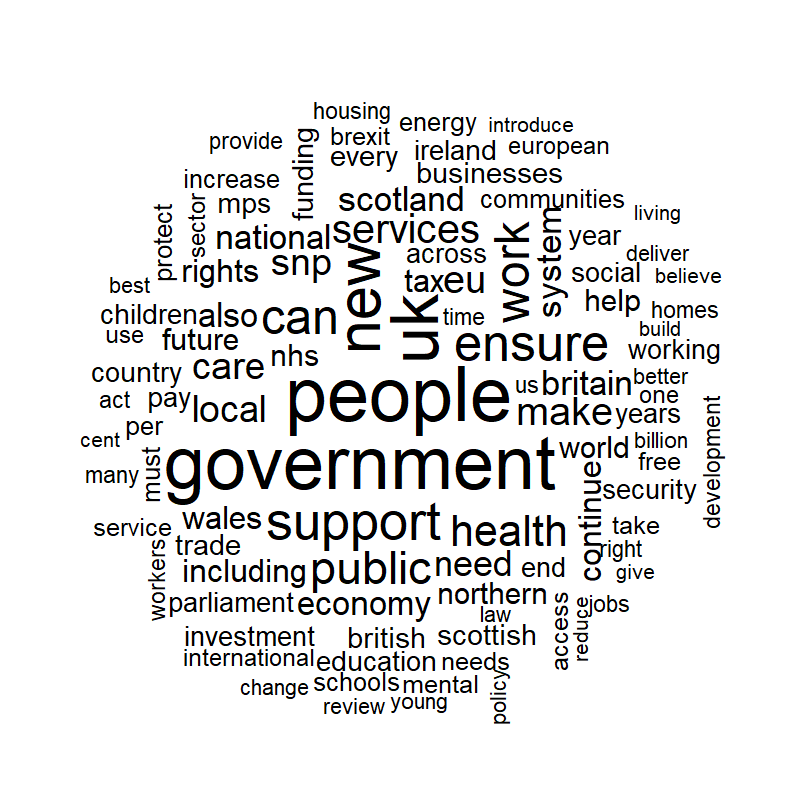 housing
energy
introduce
provide
funding
brexit
ireland
european
every
businesses
increase
mps
sector
protect
scotland
communities
living
national
services
work
system
year
rights
snp
new
across
social
deliver
believe
best
tax
eu
help
children
also
can
uk
time
homes
use
future
ensure
build
working
country
care
nhs
people
us
britain
better
one
act
pay
local
make
years
development
per
cent
government
world
billion
free
many
must
continue
security
service
wales
support
health
take
trade
right
workers
including
public
need
end
give
parliament
economy
northern
law
access
reduce
jobs
investment
british
scottish
international
education
needs
change
schools
mental
policy
review
young